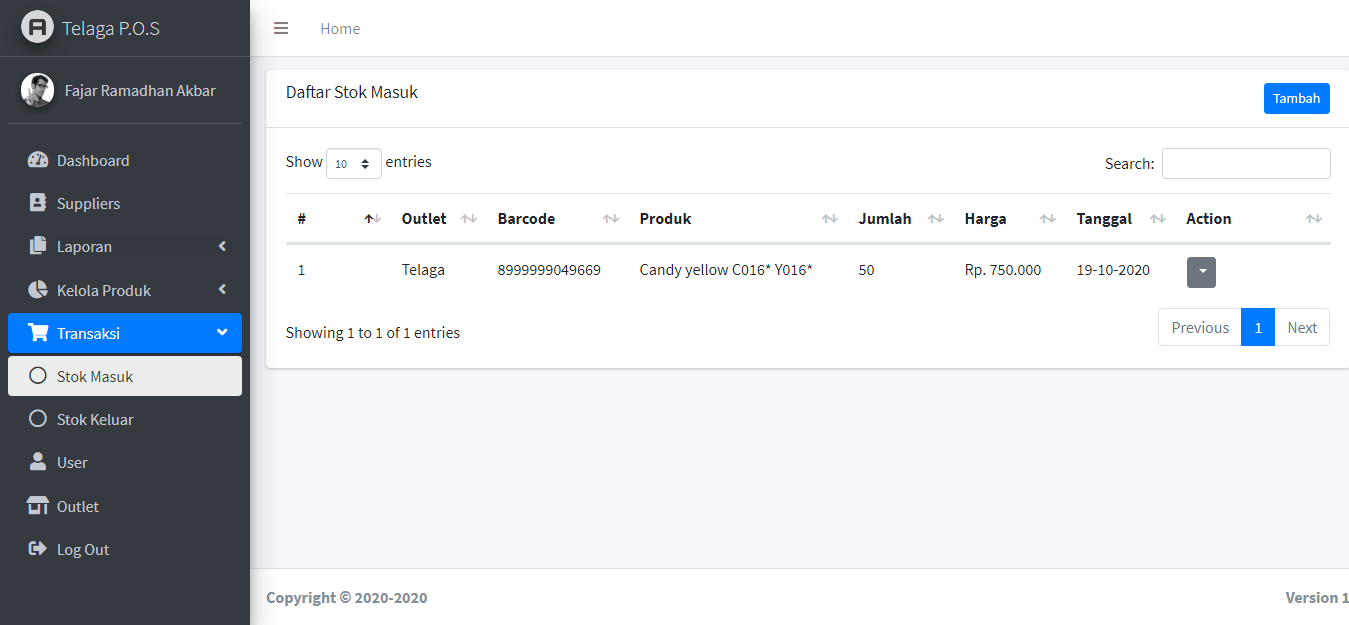 Telaga P.O.S
Home
Fajar Ramadhan Akbar
Dashboard
Suppliers
Laporan
Kelola Produk
Transaksi
Stok Masuk
Stok Keluar
User
Outlet
Log Out
Daftar Stok Masuk
Tambah
Show 10 entries
Search:
# Outlet Barcode Produk Jumlah Harga Tanggal Action
1 Telaga 8999999049669 Candy yellow C016* Y016* 50 Rp. 750.000 19-10-2020
Showing 1 to 1 of 1 entries
Previous 1 Next
Copyright © 2020-2020
Version 1